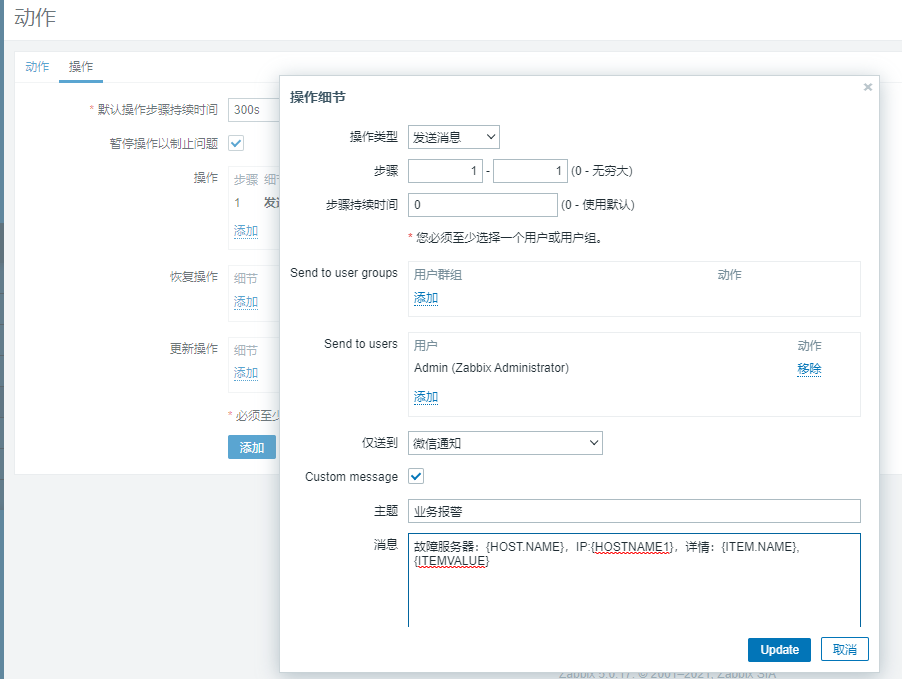 动作
动作 操作
* 默认操作步骤持续时间 300s
暂停操作以制止问题
操作 步骤
1
添加
恢复操作 细节
添加
更新操作 细节
添加
* 必须至少
添加
操作细节
操作类型 发送消息
步骤 1 - 1 (0 - 无穷大)
步骤持续时间 0 (0 - 使用默认)
* 您必须至少选择一个用户或用户组。
Send to user groups 用户群组 动作
添加
Send to users 用户 动作
Admin (Zabbix Administrator) 移除
添加
仅送到 微信通知
Custom message
主题 业务报警
消息 故障服务器：{HOST.NAME}，IP:{HOSTNAME1}，详情：{ITEM.NAME},
{ITEMVALUE}
Update 取消
Zabbix 5.0.17. © 2001–2021, Zabbix SIA